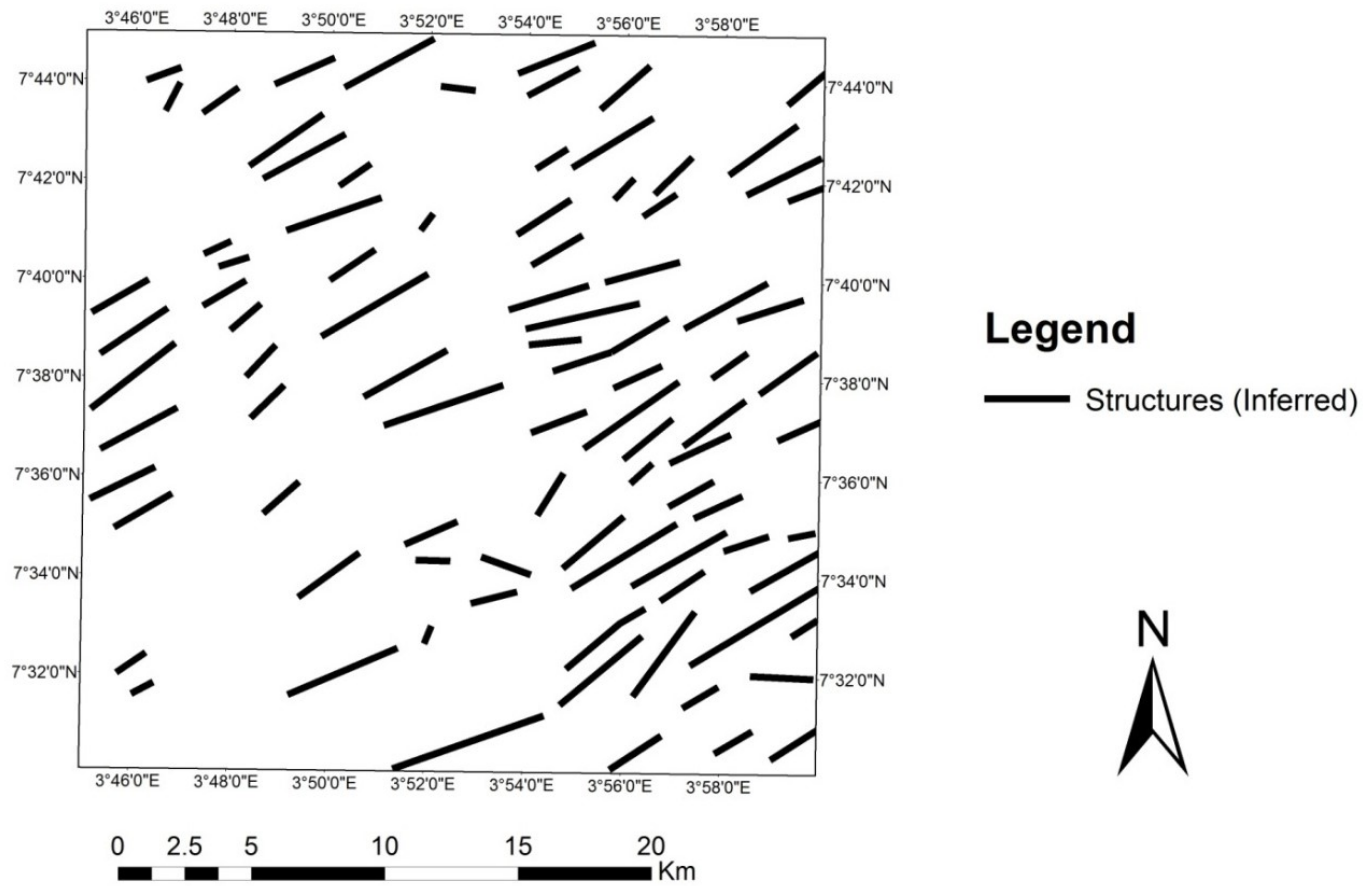 3°46'0"E 3°48'0"E 3°50'0"E 3°52'0"E 3°54'0"E 3°56'0"E 3°58'0"E
7°44'0"N 7°44'0"N
7°42'0"N 7°42'0"N
7°40'0"N 7°40'0"N
Legend
7°38'0"N 7°38'0"N
Structures (Inferred)
7°36'0"N 7°36'0"N
7°34'0"N 7°34'0"N
N
7°32'0"N 7°32'0"N
3°46'0"E 3°48'0"E 3°50'0"E 3°52'0"E 3°54'0"E 3°56'0"E 3°58'0"E
0 2.5 5 10 15 20
Km